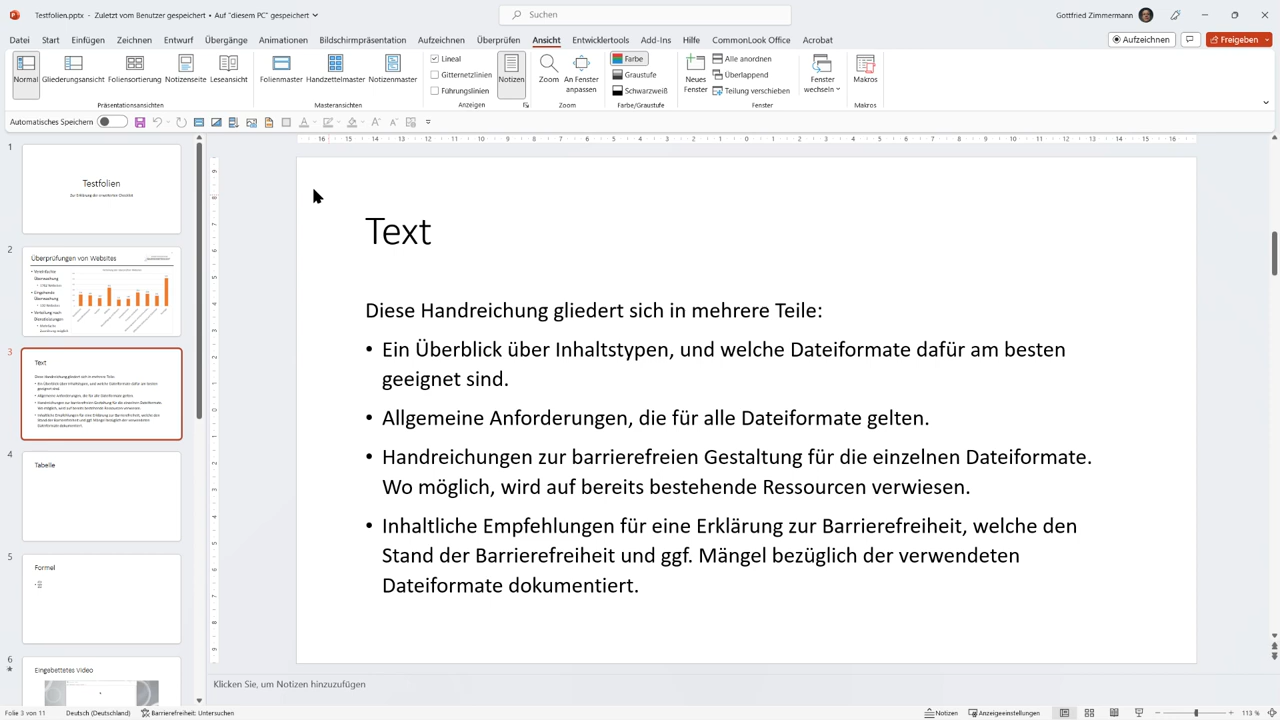 Testfolien.pptx • Zuletzt vom Benutzer gespeichert • Auf "diesem PC" gespeichert
Suchen
Gottfried Zimmermann
Datei Start Einfügen Zeichnen Entwurf Übergänge Animationen Bildschirmpräsentation Aufzeichnen Überprüfen Ansicht Entwicklertools Add-Ins Hilfe CommonLook Office Acrobat Aufzeichnen Freigeben
Normal Gliederungsansicht Foliensortierung Notizenseite Leseansicht
Präsentationsansichten
Folienmaster Handzettelmaster Notizenmaster
Masteransichten
Lineal
Gitternetzlinien
Führungslinien
Anzeigen
Notizen
Zoom An Fenster anpassen
Zoom
Farbe
Graustufe
Schwarzweiß
Farbe/Graustufe
Neues Fenster
Alle anordnen
Überlappend
Teilung verschieben
Fenster
Fenster wechseln
Makros
Makros
Automatisches Speichern
1
Testfolien
2
Überprüfungen von Websites
3
Text
4
Tabelle
5
Formel
6
Eingebettetes Video
Text
Diese Handreichung gliedert sich in mehrere Teile:
• Ein Überblick über Inhaltstypen, und welche Dateiformate dafür am besten
geeignet sind.
• Allgemeine Anforderungen, die für alle Dateiformate gelten.
• Handreichungen zur barrierefreien Gestaltung für die einzelnen Dateiformate.
Wo möglich, wird auf bereits bestehende Ressourcen verwiesen.
• Inhaltliche Empfehlungen für eine Erklärung zur Barrierefreiheit, welche den
Stand der Barrierefreiheit und ggf. Mängel bezüglich der verwendeten
Dateiformate dokumentiert.
Klicken Sie, um Notizen hinzuzufügen
Folie 3 von 11 Deutsch (Deutschland) Barrierefreiheit: Untersuchen Notizen Anzeigeeinstellungen 113 %